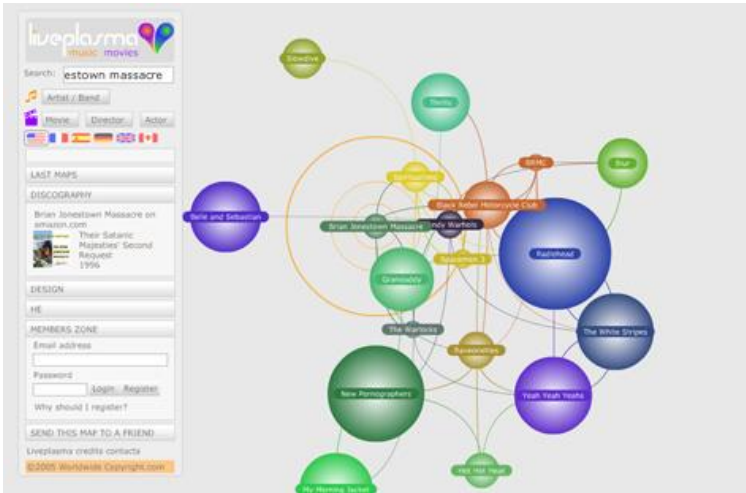 liveplasma
music movies
Search: estown massacre
Artist / Band
Movie Director Actor
LAST MAPS
DISCOGRAPHY
Brian Jonestown Massacre on
amazon.com
Their Satanic
Majesties' Second
Request
1996
DESIGN
HE
MEMBERS ZONE
Email address
Password
Login Register
Why should I register?
SEND THIS MAP TO A FRIEND
Liveplasma credits contacts
©2005 Worldwide Copyright.com
Slowdive
Thrills
BRMC
Blur
Spiritualized
Black Rebel Motorcycle Club
Belle and Sebastian
Brian Jonestown Massacre
ndy Warhols
Radiohead
Spacemen 3
Grandaddy
The Warlocks
The White Stripes
Raveonettes
New Pornographers
Yeah Yeah Yeahs
Hot Hot Heat
My Morning Jacket